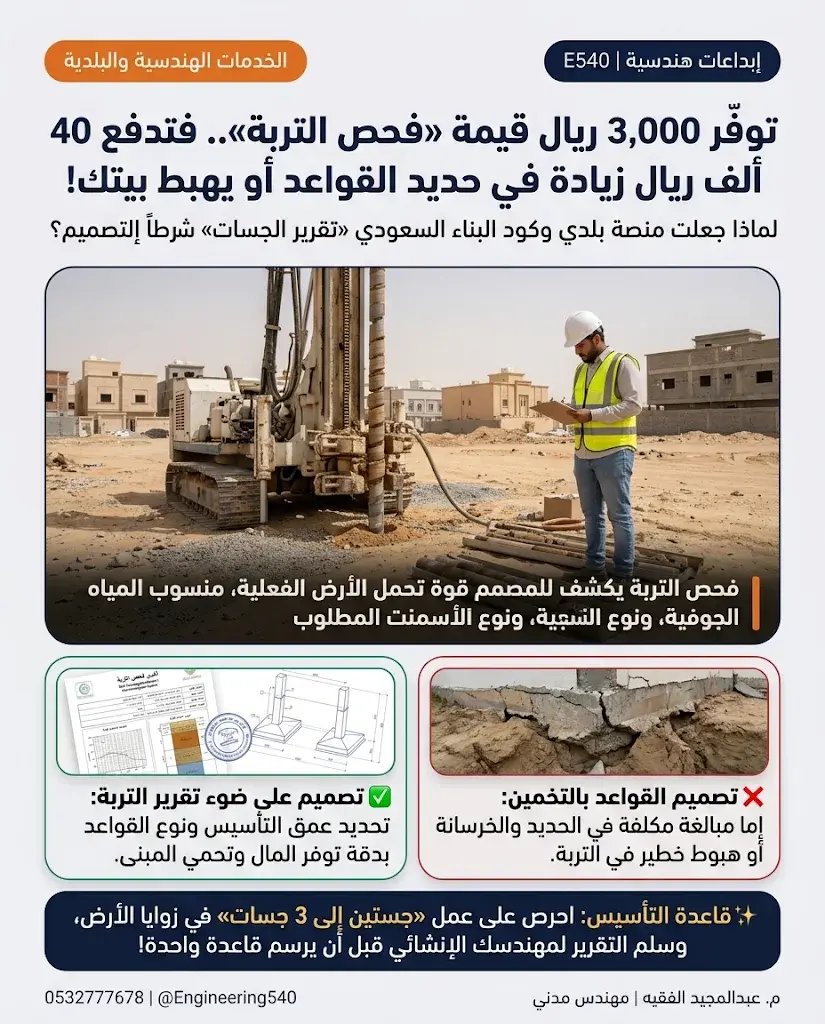 إبداعات هندسية | E540
الخدمات الهندسية والبلدية
توفّر 3,000 ريال قيمة «فحص التربة».. فتدفع 40
ألف ريال زيادة في حديد القواعد أو يهبط بيتك!
لماذا جعلت منصة بلدي وكود البناء السعودي «تقرير الجسات» شرطاً إلتصميم؟
فحص التربة يكشف للمصمم قوة تحمل الأرض الفعلية، منسوب المياه
الجوفية، ونوع ونوع الأسمنت المطلوب
❌ تصميم القواعد بالتخمين:
إما مبالغة مكلفة في الحديد والخرسانة
أو هبوط خطير في التربة.
✅ تصميم على ضوء تقرير التربة:
تحديد عمق التأسيس ونوع القواعد
بدقة توفر المال وتحمي المبنى.
✨ قاعدة التأسيس: احرص على عمل «جستين إلى 3 جسات» في زوايا الأرض،
وسلم التقرير لمهندسك الإنشائي قبل أن يرسم قاعدة واحدة!
م. عبدالمجيد الفقيه | مهندس مدني
0532777678 | @Engineering540